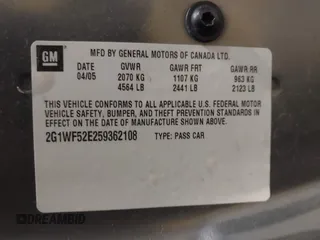 GM
MFD BY GENERAL MOTORS OF CANADA LTD.
DATE GVWR GAWR FRT GAWR RR
04/05 2070 KG 1107 KG 963 KG
4564 LB 2441 LB 2123 LB
THIS VEHICLE CONFORMS TO ALL APPLICABLE U.S. FEDERAL MOTOR
VEHICLE SAFETY, BUMPER, AND THEFT PREVENTION STANDARDS
IN EFFECT ON THE DATE OF MANUFACTURE SHOWN ABOVE.
2G1WF52E259362108 TYPE: PASS CAR
DREAMBID